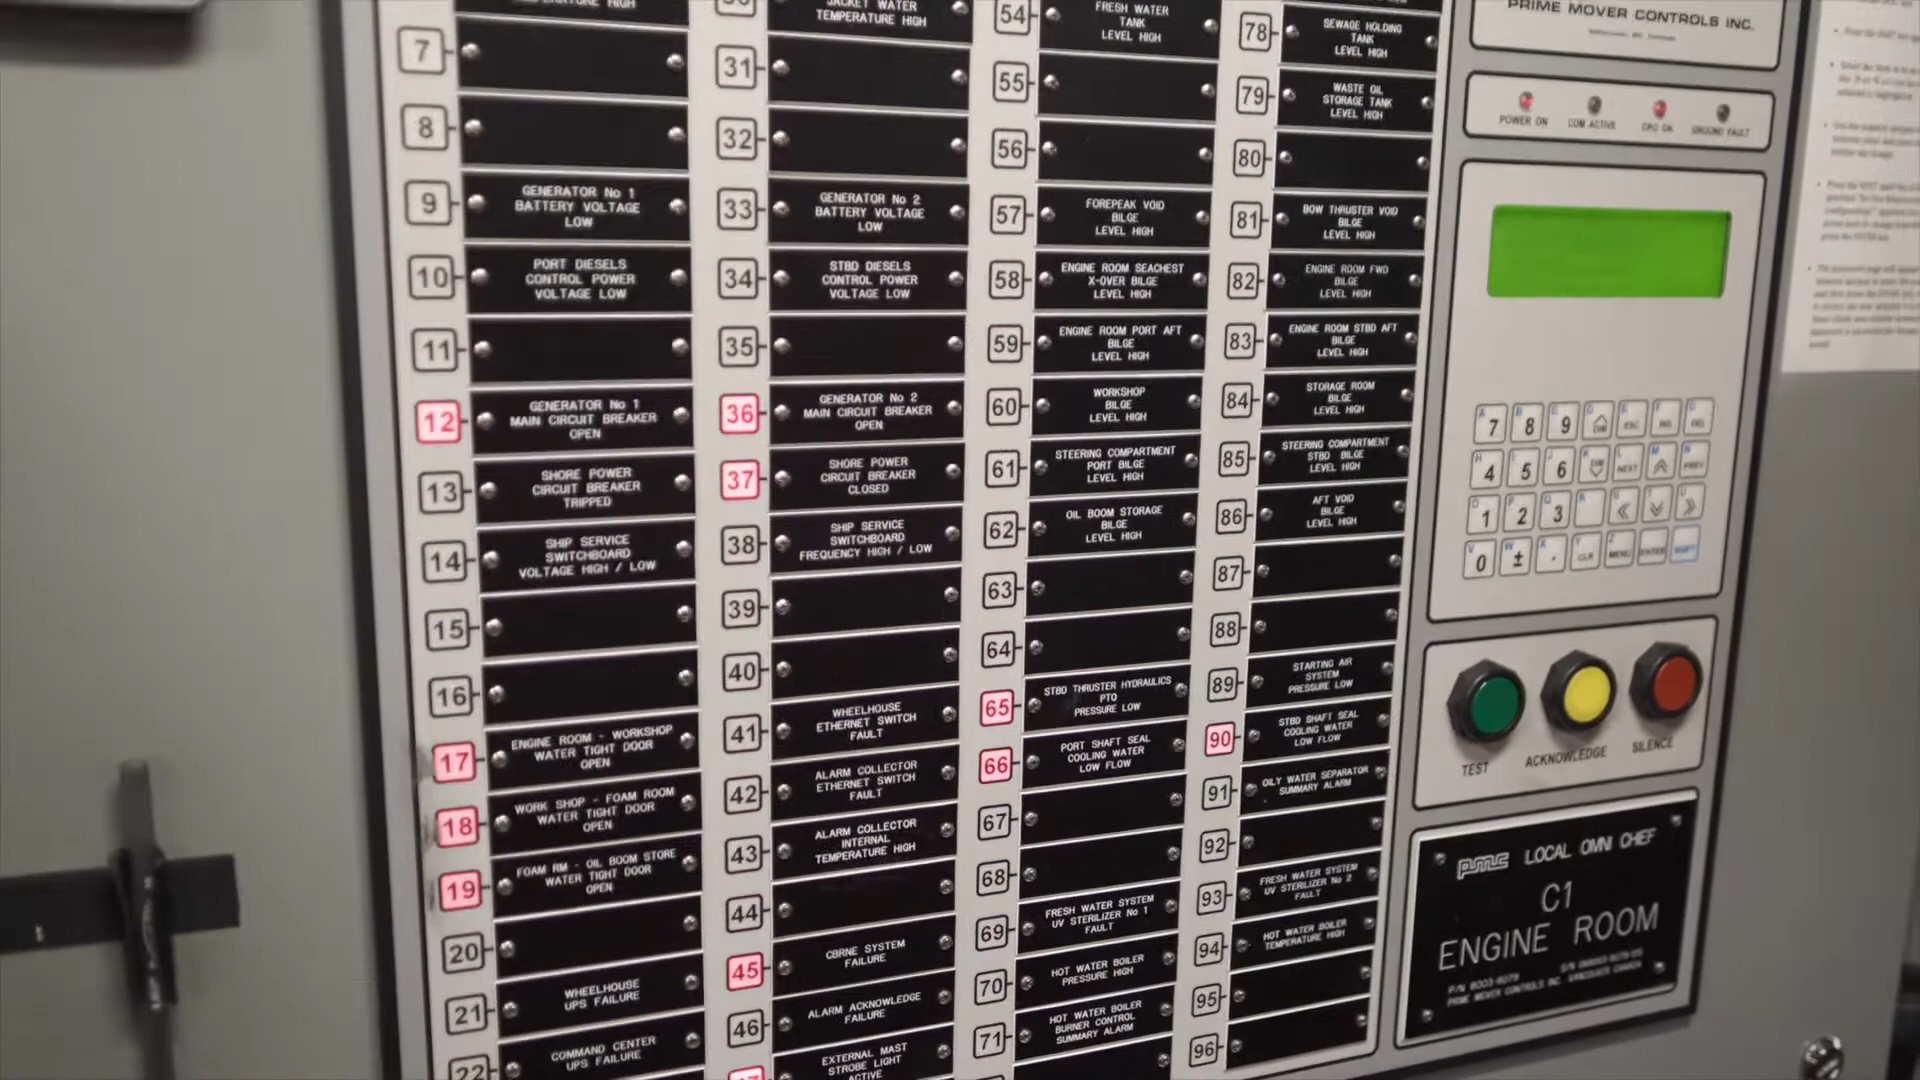 JACKET WATER
TEMPERATURE HIGH
7
8
9
GENERATOR No 1
BATTERY VOLTAGE
LOW
10
PORT DIESELS
CONTROL POWER
VOLTAGE LOW
11
12
GENERATOR No 1
MAIN CIRCUIT BREAKER
OPEN
13
SHORE POWER
CIRCUIT BREAKER
TRIPPED
14
SHIP SERVICE
SWITCHBOARD
VOLTAGE HIGH / LOW
15
16
17
ENGINE ROOM - WORKSHOP
WATER TIGHT DOOR
OPEN
18
WORK SHOP - FOAM ROOM
WATER TIGHT DOOR
OPEN
19
FOAM RM - OIL BOOM STORE
WATER TIGHT DOOR
OPEN
20
21
WHEELHOUSE
UPS FAILURE
22
COMMAND CENTER
UPS FAILURE
31
32
33
GENERATOR No 2
BATTERY VOLTAGE
LOW
34
STBD DIESELS
CONTROL POWER
VOLTAGE LOW
35
36
GENERATOR No 2
MAIN CIRCUIT BREAKER
OPEN
37
SHORE POWER
CIRCUIT BREAKER
CLOSED
38
SHIP SERVICE
SWITCHBOARD
FREQUENCY HIGH / LOW
39
40
41
WHEELHOUSE
ETHERNET SWITCH
FAULT
42
ALARM COLLECTOR
ETHERNET SWITCH
FAULT
43
ALARM COLLECTOR
INTERNAL
TEMPERATURE HIGH
44
45
CBRNE SYSTEM
FAILURE
46
ALARM ACKNOWLEDGE
FAILURE
EXTERNAL MAST
STROBE LIGHT
ACTIVE
54
FRESH WATER
TANK
LEVEL HIGH
55
56
57
FOREPEAK VOID
BILGE
LEVEL HIGH
58
ENGINE ROOM SEACHEST
X-OVER BILGE
LEVEL HIGH
59
ENGINE ROOM PORT AFT
BILGE
LEVEL HIGH
60
WORKSHOP
BILGE
LEVEL HIGH
61
STEERING COMPARTMENT
PORT BILGE
LEVEL HIGH
62
OIL BOOM STORAGE
BILGE
LEVEL HIGH
63
64
65
STBD THRUSTER HYDRAULICS
PTO
PRESSURE LOW
66
PORT SHAFT SEAL
COOLING WATER
LOW FLOW
67
68
69
FRESH WATER SYSTEM
UV STERILIZER No 1
FAULT
70
HOT WATER BOILER
PRESSURE HIGH
71
HOT WATER BOILER
BURNER CONTROL
SUMMARY ALARM
78
SEWAGE HOLDING
TANK
LEVEL HIGH
79
WASTE OIL
STORAGE TANK
LEVEL HIGH
80
81
BOW THRUSTER VOID
BILGE
LEVEL HIGH
82
ENGINE ROOM FWD
BILGE
LEVEL HIGH
83
ENGINE ROOM STBD AFT
BILGE
LEVEL HIGH
84
STORAGE ROOM
BILGE
LEVEL HIGH
85
STEERING COMPARTMENT
STBD BILGE
LEVEL HIGH
86
AFT VOID
BILGE
LEVEL HIGH
87
88
89
STARTING AIR
SYSTEM
PRESSURE LOW
90
STBD SHAFT SEAL
COOLING WATER
LOW FLOW
91
OILY WATER SEPARATOR
SUMMARY ALARM
92
93
FRESH WATER SYSTEM
UV STERILIZER No 2
FAULT
94
HOT WATER BOILER
TEMPERATURE HIGH
95
96
PRIME MOVER CONTROLS INC.
POWER ON COM ACTIVE CPU OK GROUND FAULT
7 8 9 ESC INS DEL
4 5 6 NEXT PREV
1 2 3
0 ± . CLR MENU ENTER SHIFT
TEST ACKNOWLEDGE SILENCE
pmc LOCAL OMNI CHEF
C1
ENGINE ROOM
PRIME MOVER CONTROLS INC. VANCOUVER CANADA